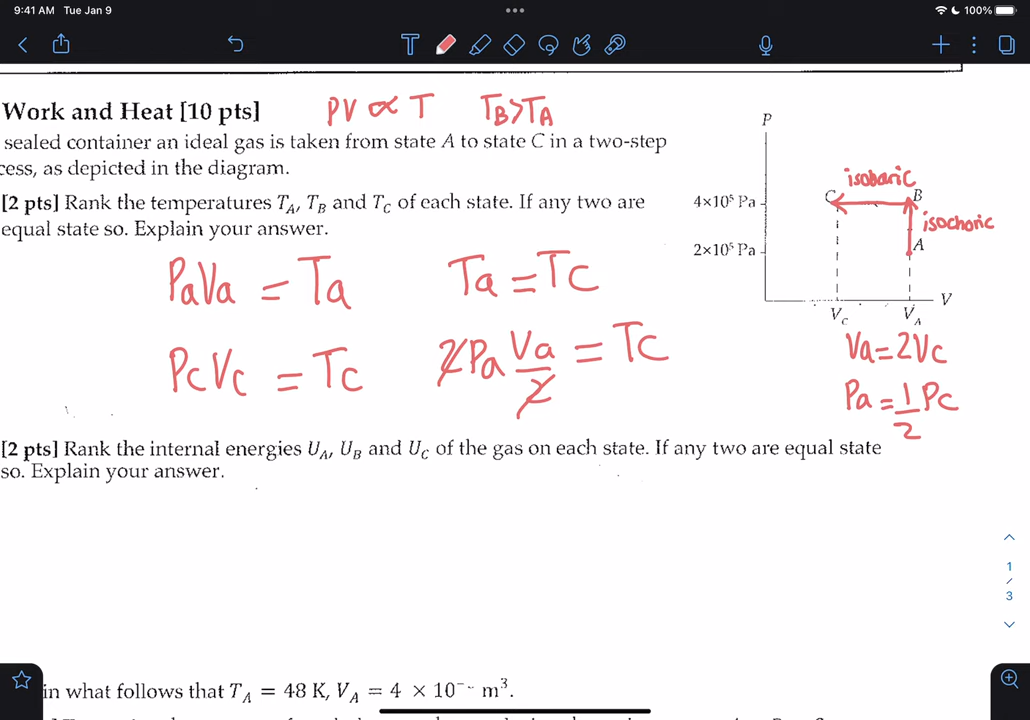 9:41 AM Tue Jan 9
100%
Work and Heat [10 pts]
PV ∝ T
TB>TA
sealed container an ideal gas is taken from state A to state C in a two-step
cess, as depicted in the diagram.
[2 pts] Rank the temperatures TA, TB and TC of each state. If any two are
equal state so. Explain your answer.
P
isobaric
4×10⁵ Pa
C
B
isochoric
2×10⁵ Pa
A
V
VC
VA
PaVa = Ta
Ta = Tc
PcVc = Tc
2Pa Va/2 = Tc
Va=2Vc
Pa=1/2 Pc
[2 pts] Rank the internal energies UA, UB and UC of the gas on each state. If any two are equal state
so. Explain your answer.
1
/
3
in what follows that TA = 48 K, VA = 4 × 10 m³.